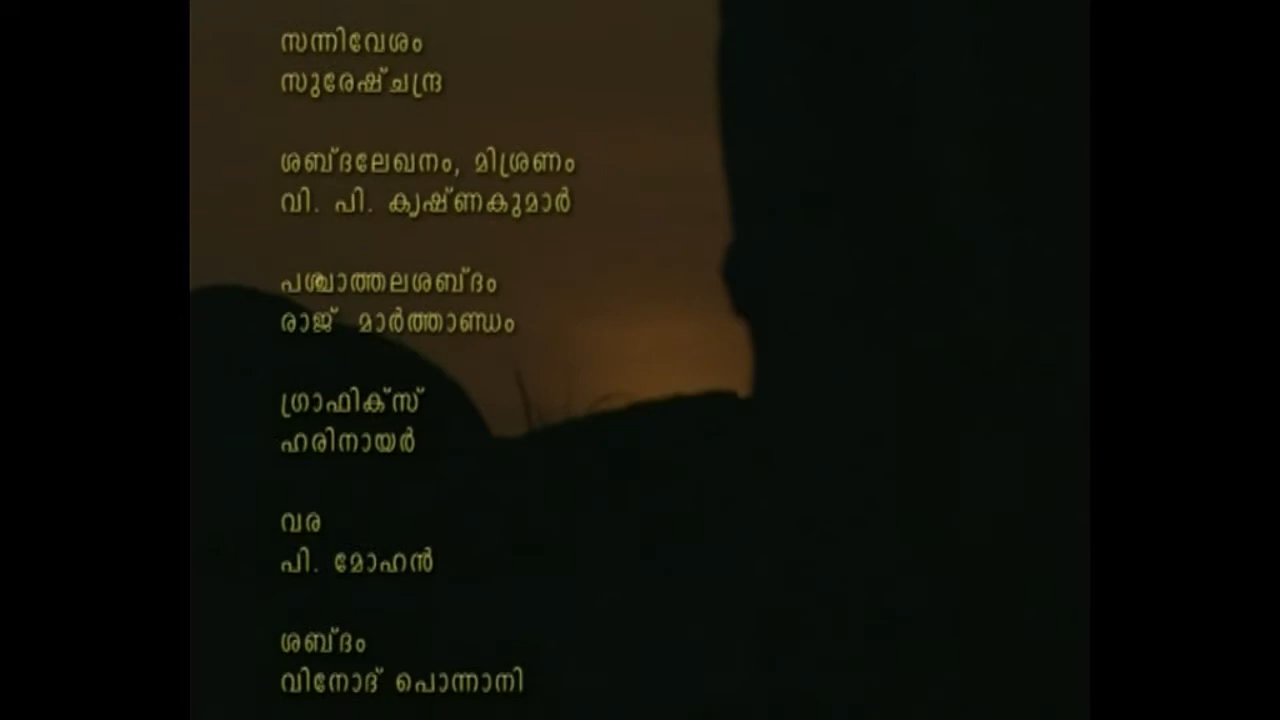 സന്നിവേശം
സുരേഷ്ചന്ദ്ര
ശബ്ദലേഖനം, മിശ്രണം
വി. പി. കൃഷ്ണകുമാർ
പശ്ചാത്തലശബ്ദം
രാജ് മാർത്താണ്ഡം
ഗ്രാഫിക്സ്
ഹരിനായർ
വര
പി. മോഹൻ
ശബ്ദം
വിനോദ് പൊന്നാനി